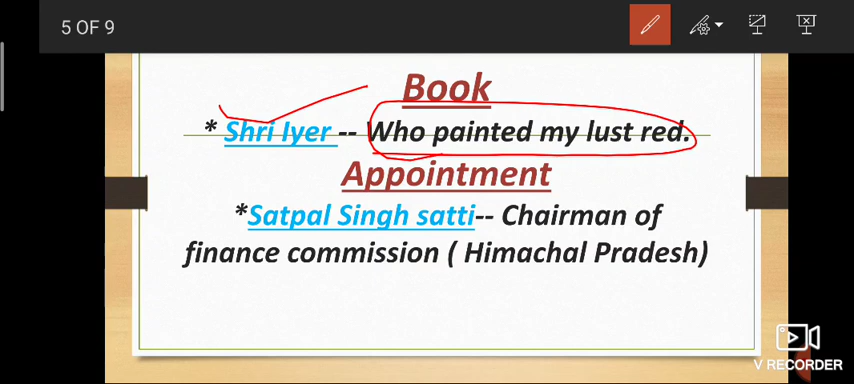 5 OF 9
Book
* Shri Iyer -- Who painted my lust red.
Appointment
*Satpal Singh satti-- Chairman of
finance commission ( Himachal Pradesh)
V RECORDER